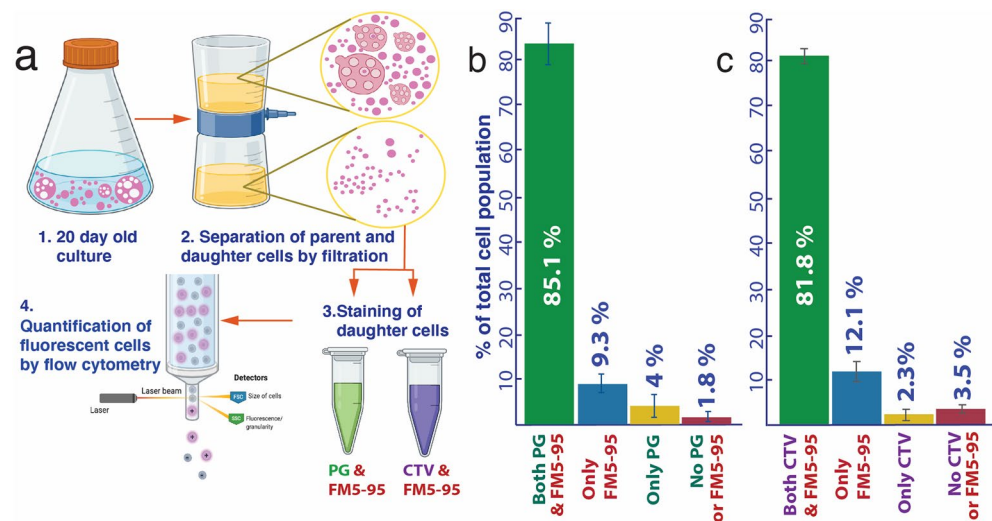 a
1. 20 day old
culture
2. Separation of parent and
daughter cells by filtration
3.Staining of
daughter cells
PG &
FM5-95
CTV &
FM5-95
4.
Quantification of
fluorescent cells
by flow cytometry
Laser beam
Laser
Detectors
FSC
Size of cells
SSC
Fluorescence/
granularity
b
% of total cell population
90
80
70
60
50
40
30
20
10
85.1 %
9.3 %
4 %
1.8 %
Both PG
& FM5-95
Only
FM5-95
Only PG
No PG
or FM5-95
c
90
80
70
60
50
40
30
20
10
81.8 %
12.1 %
2.3%
3.5 %
Both CTV
& FM5-95
Only
FM5-95
Only CTV
No CTV
or FM5-95